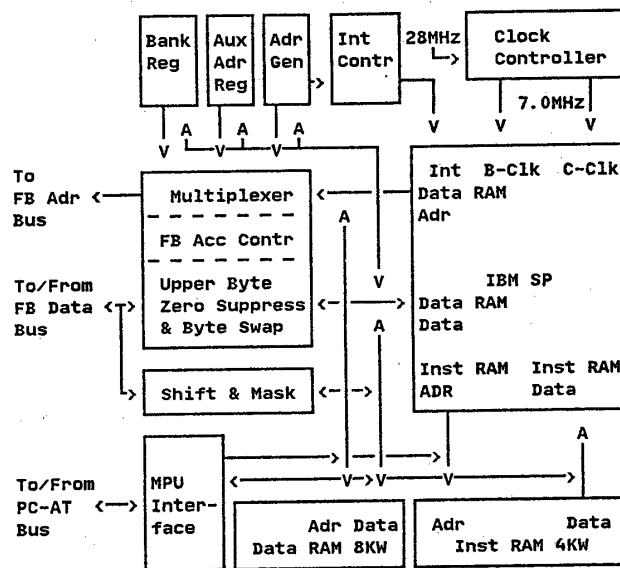 Bank Reg
Aux Adr Reg
Adr Gen
Int Contr
28MHz
Clock Controller
7.0MHz
A A A
V V V V V V
To FB Adr Bus
Multiplexer
FB Acc Contr
Upper Byte
Zero Suppress
& Byte Swap
Int B-Clk C-Clk
Data RAM
Adr
A
V
To/From
FB Data
Bus
IBM SP
Data RAM
Data
A
Shift & Mask
Inst RAM Inst RAM
ADR Data
A
To/From
PC-AT
Bus
MPU
Inter-
face
V V V
Adr Data
Data RAM 8KW
Adr Data
Inst RAM 4KW